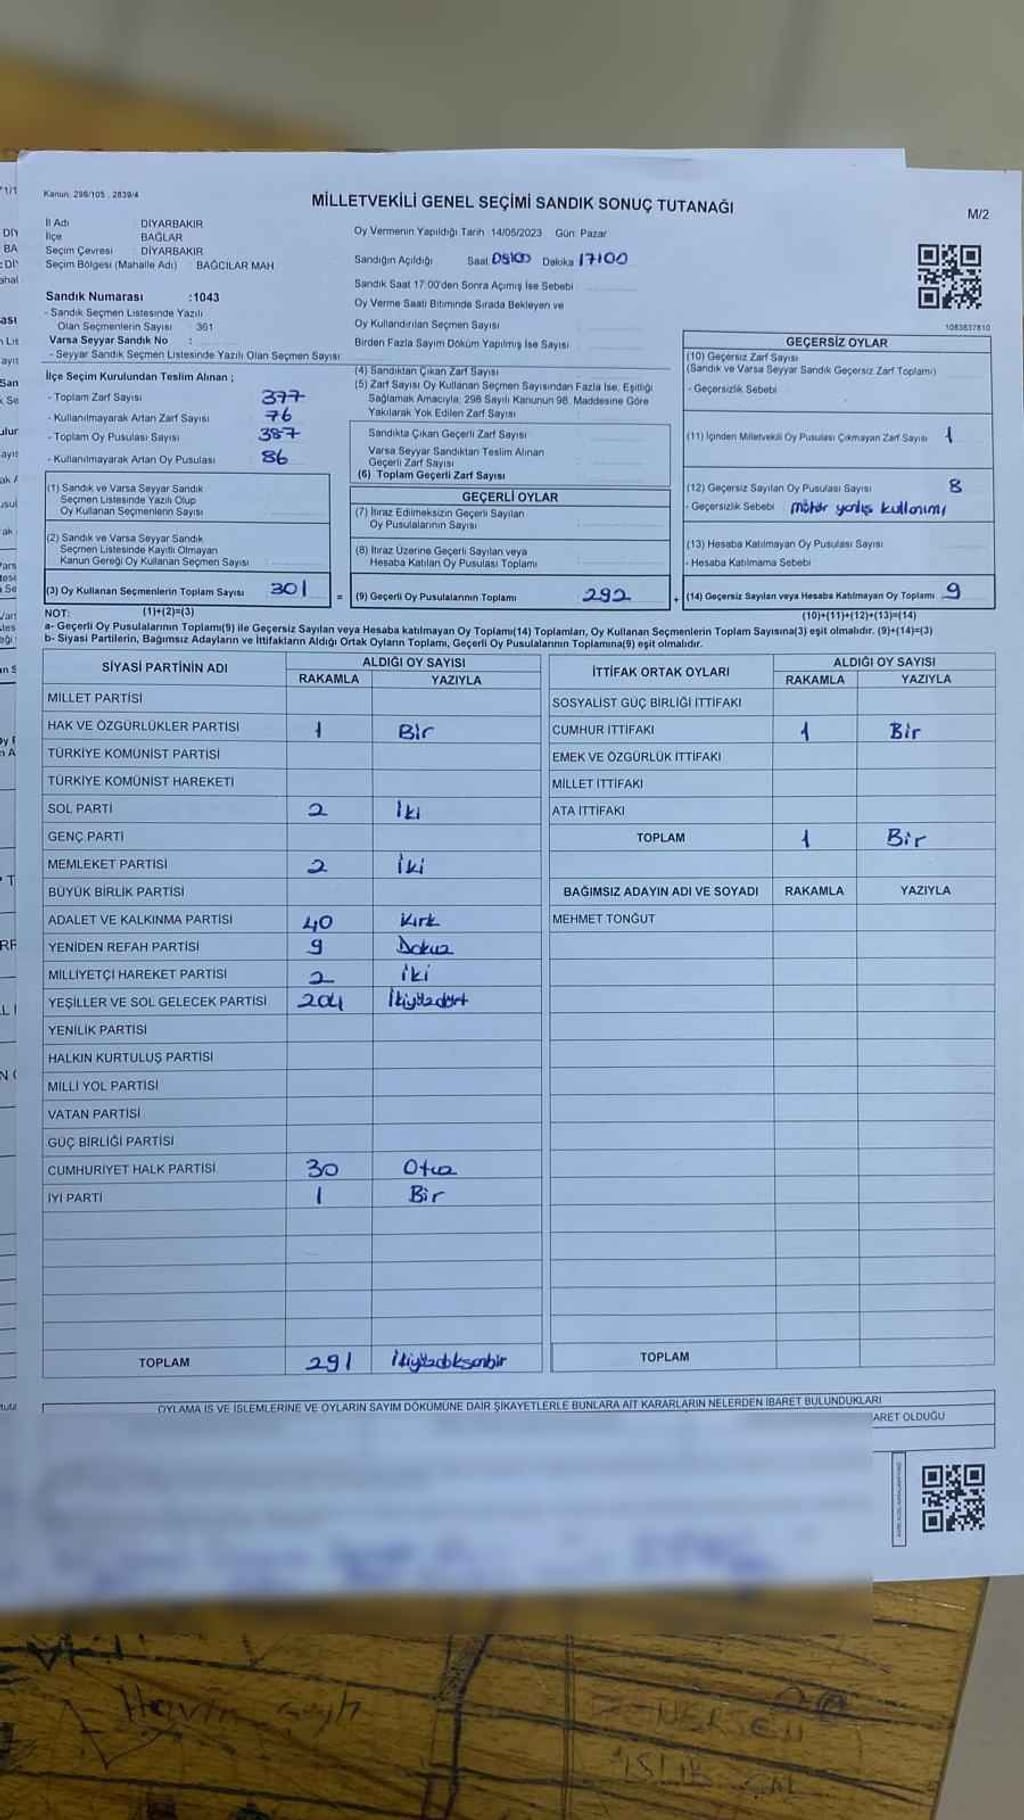 Kanun: 298/105 , 2839/4
MİLLETVEKİLİ GENEL SEÇİMİ SANDIK SONUÇ TUTANAĞI
M/2
İl Adı DİYARBAKIR
İlçe BAĞLAR
Seçim Çevresi DİYARBAKIR
Seçim Bölgesi (Mahalle Adı) BAĞCILAR MAH
Oy Vermenin Yapıldığı Tarih 14/05/2023 Gün: Pazar
Sandığın Açıldığı Saat Dakika 17:00
Sandık Saat 17:00'den Sonra Açımış İse Sebebi
Oy Verme Saati Bitiminde Sırada Bekleyen ve
Oy Kullandırılan Seçmen Sayısı
Birden Fazla Sayım Döküm Yapılmış İse Sayısı
Sandık Numarası :1043
- Sandık Seçmen Listesinde Yazılı
Olan Seçmenlerin Sayısı 361
Varsa Seyyar Sandık No :
- Seyyar Sandık Seçmen Listesinde Yazılı Olan Seçmen Sayısı
İlçe Seçim Kurulundan Teslim Alınan ;
- Toplam Zarf Sayısı 377
- Kullanılmayarak Artan Zarf Sayısı 76
- Toplam Oy Pusulası Sayısı 387
- Kullanılmayarak Artan Oy Pusulası 86
(1) Sandık ve Varsa Seyyar Sandık
Seçmen Listesinde Yazılı Olup
Oy Kullanan Seçmenlerin Sayısı
(2) Sandık ve Varsa Seyyar Sandık
Seçmen Listesinde Kayıtlı Olmayan
Kanun Gereği Oy Kullanan Seçmen Sayısı
(3) Oy Kullanan Seçmenlerin Toplam Sayısı 301
(1)+(2)=(3)
(4) Sandıktan Çıkan Zarf Sayısı
(5) Zarf Sayısı Oy Kullanan Seçmen Sayısından Fazla İse, Eşitliği
Sağlamak Amacıyla; 298 Sayılı Kanunun 98. Maddesine Göre
Yakılarak Yok Edilen Zarf Sayısı
Sandıkta Çıkan Geçerli Zarf Sayısı
Varsa Seyyar Sandıktan Teslim Alınan
Geçerli Zarf Sayısı
(6) Toplam Geçerli Zarf Sayısı
GEÇERLİ OYLAR
(7) İtiraz Edilmeksizin Geçerli Sayılan
Oy Pusulalarının Sayısı
(8) İtiraz Üzerine Geçerli Sayılan veya
Hesaba Katılan Oy Pusulası Toplamı
= (9) Geçerli Oy Pusulalarının Toplamı 292
1083837810
GEÇERSİZ OYLAR
(10) Geçersiz Zarf Sayısı
(Sandık ve Varsa Seyyar Sandık Geçersiz Zarf Toplamı)
- Geçersizlik Sebebi
(11) İçinden Milletvekili Oy Pusulası Çıkmayan Zarf Sayısı 1
(12) Geçersiz Sayılan Oy Pusulası Sayısı 8
- Geçersizlik Sebebi mühür yanlış kullanımı
(13) Hesaba Katılmayan Oy Pusulası Sayısı
- Hesaba Katılmama Sebebi
+ (14) Geçersiz Sayılan veya Hesaba Katılmayan Oy Toplamı 9
(10)+(11)+(12)+(13)=(14)
NOT:
a- Geçerli Oy Pusulalarının Toplamı(9) ile Geçersiz Sayılan veya Hesaba katılmayan Oy Toplamı(14) Toplamları, Oy Kullanan Seçmenlerin Toplam Sayısına(3) eşit olmalıdır. (9)+(14)=(3)
b- Siyasi Partilerin, Bağımsız Adayların ve İttifakların Aldığı Ortak Oyların Toplamı, Geçerli Oy Pusulalarının Toplamına(9) eşit olmalıdır.
SİYASİ PARTİNİN ADI ALDIĞI OY SAYISI
RAKAMLA YAZIYLA
MİLLET PARTİSİ
HAK VE ÖZGÜRLÜKLER PARTİSİ 1 Bir
TÜRKİYE KOMÜNİST PARTİSİ
TÜRKİYE KOMÜNİST HAREKETİ
SOL PARTİ 2 İki
GENÇ PARTİ
MEMLEKET PARTİSİ 2 İki
BÜYÜK BİRLİK PARTİSİ
ADALET VE KALKINMA PARTİSİ 40 Kırk
YENİDEN REFAH PARTİSİ 9 Dokuz
MİLLİYETÇİ HAREKET PARTİSİ 2 iki
YEŞİLLER VE SOL GELECEK PARTİSİ 204 İkiyüzdört
YENİLİK PARTİSİ
HALKIN KURTULUŞ PARTİSİ
MİLLİ YOL PARTİSİ
VATAN PARTİSİ
GÜÇ BİRLİĞİ PARTİSİ
CUMHURİYET HALK PARTİSİ 30 Otuz
İYİ PARTİ 1 Bir
TOPLAM 291 İkiyüzdoksanbir
İTTİFAK ORTAK OYLARI ALDIĞI OY SAYISI
RAKAMLA YAZIYLA
SOSYALİST GÜÇ BİRLİĞİ İTTİFAKI
CUMHUR İTTİFAKI 1 Bir
EMEK VE ÖZGÜRLÜK İTTİFAKI
MİLLET İTTİFAKI
ATA İTTİFAKI
TOPLAM 1 Bir
BAĞIMSIZ ADAYIN ADI VE SOYADI RAKAMLA YAZIYLA
MEHMET TONĞUT
TOPLAM
OYLAMA İŞ VE İŞLEMLERİNE VE OYLARIN SAYIM DÖKÜMÜNE DAİR ŞİKAYETLERLE BUNLARA AİT KARARLARIN NELERDEN İBARET BULUNDUKLARI
ARET OLDUĞU